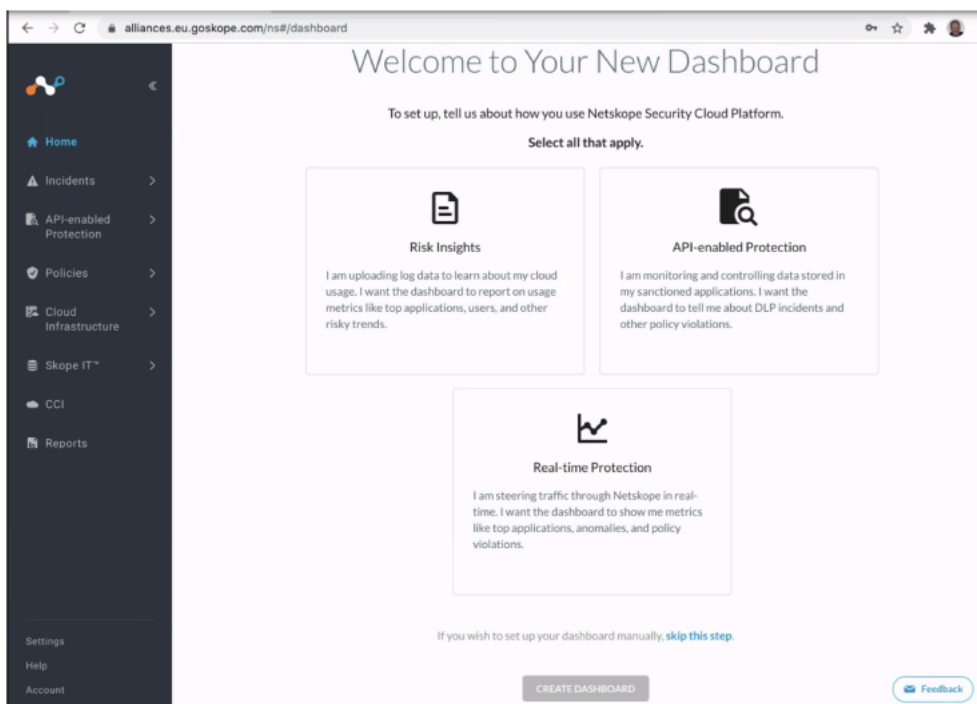 alliances.eu.goskope.com/ns#/dashboard
Home
Incidents
API-enabled
Protection
Policies
Cloud
Infrastructure
Skope IT™
CCI
Reports
Settings
Help
Account
Welcome to Your New Dashboard
To set up, tell us about how you use Netskope Security Cloud Platform.
Select all that apply.
Risk Insights
I am uploading log data to learn about my cloud
usage. I want the dashboard to report on usage
metrics like top applications, users, and other
risky trends.
API-enabled Protection
I am monitoring and controlling data stored in
my sanctioned applications. I want the
dashboard to tell me about DLP incidents and
other policy violations.
Real-time Protection
I am steering traffic through Netskope in real-
time. I want the dashboard to show me metrics
like top applications, anomalies, and policy
violations.
If you wish to set up your dashboard manually, skip this step.
CREATE DASHBOARD
Feedback